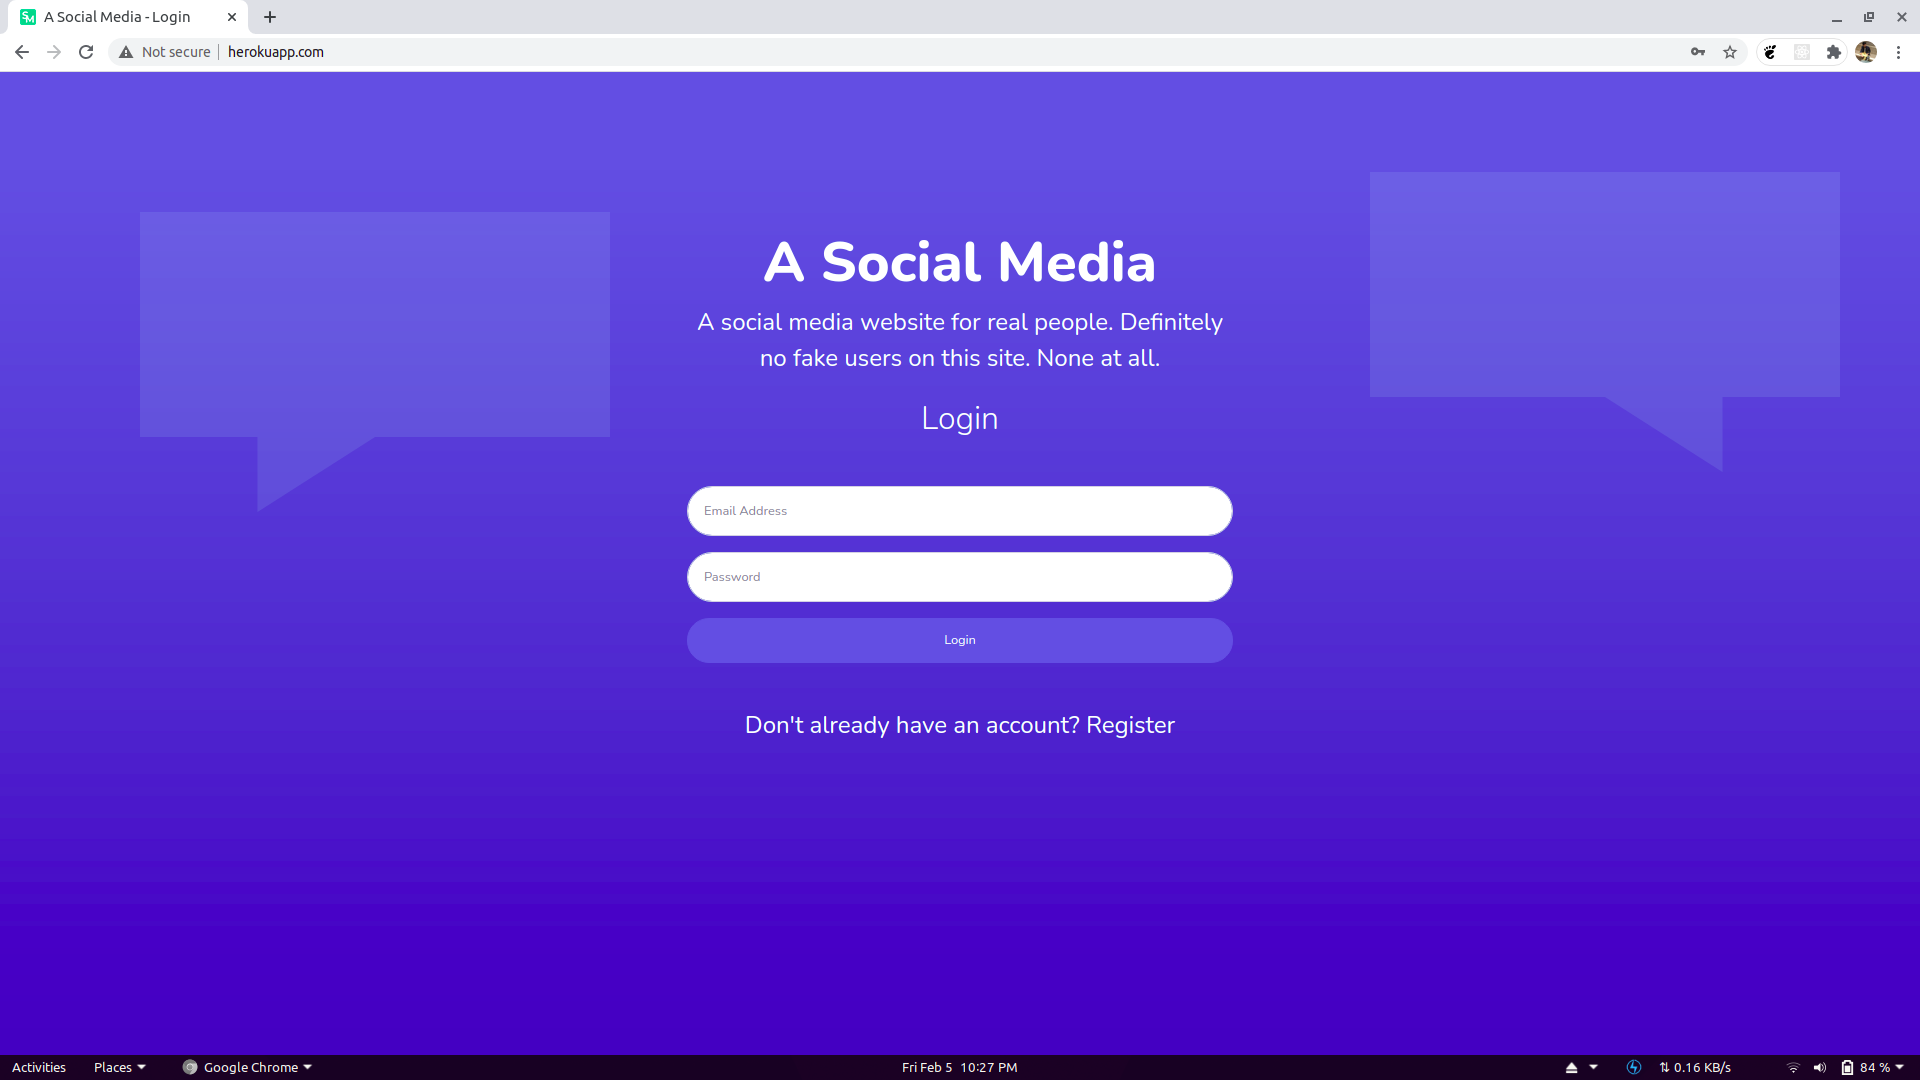 SM A Social Media - Login
Not secure herokuapp.com
A Social Media
A social media website for real people. Definitely
no fake users on this site. None at all.
Login
Email Address
Password
Login
Don't already have an account? Register
Activities Places Google Chrome Fri Feb 5 10:27 PM 0.16 KB/s 84 %